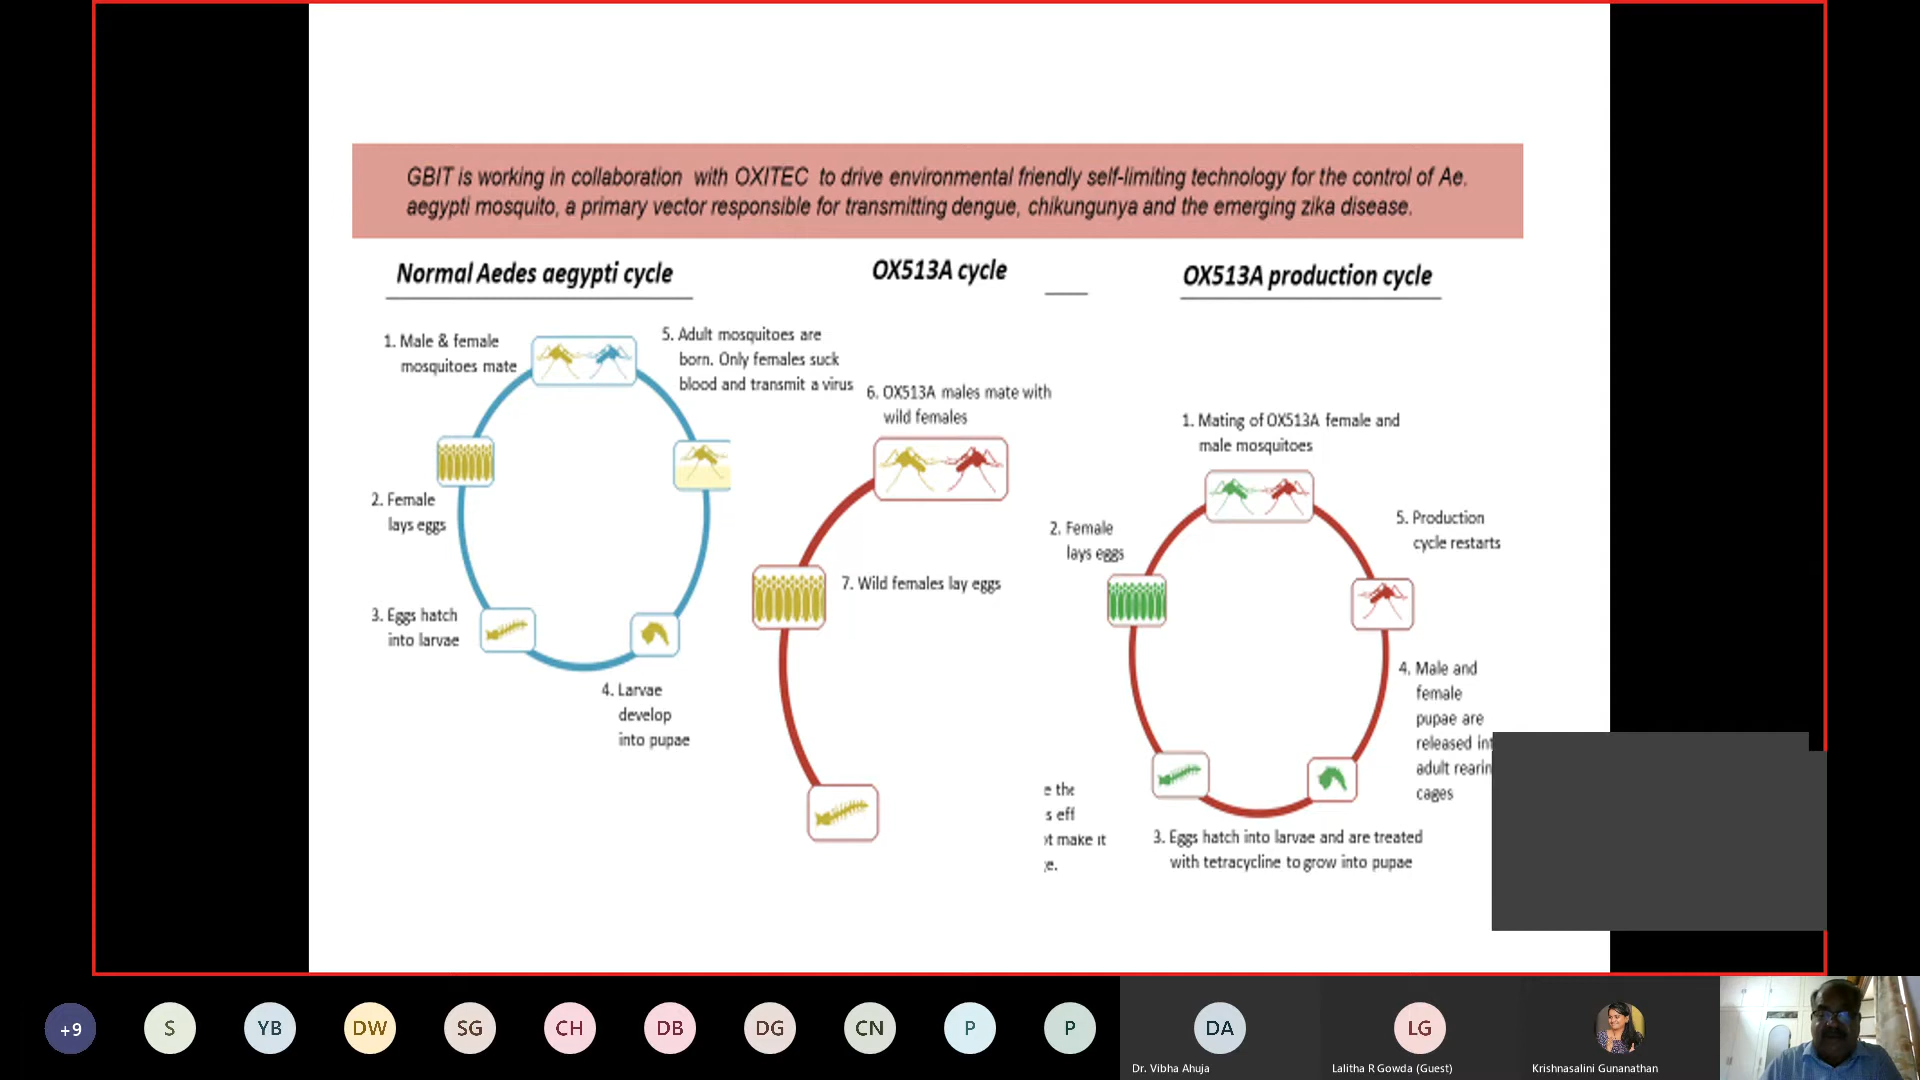 GBIT is working in collaboration with OXITEC to drive environmental friendly self-limiting technology for the control of Ae.
aegypti mosquito, a primary vector responsible for transmitting dengue, chikungunya and the emerging zika disease.
Normal Aedes aegypti cycle
1. Male & female
mosquitoes mate
5. Adult mosquitoes are
born. Only females suck
blood and transmit a virus
2. Female
lays eggs
3. Eggs hatch
into larvae
4. Larvae
develop
into pupae
OX513A cycle
6. OX513A males mate with
wild females
7. Wild females lay eggs
e the
s eff
make it
OX513A production cycle
1. Mating of OX513A female and
male mosquitoes
2. Female
lays eggs
5. Production
cycle restarts
4. Male and
female
pupae are
released int
adult rearin
cages
3. Eggs hatch into larvae and are treated
with tetracycline to grow into pupae
+9
S
YB
DW
SG
CH
DB
DG
CN
P
P
DA
LG
Dr. Vibha Ahuja
Lalitha R Gowda (Guest)
Krishnasalini Gunanathan